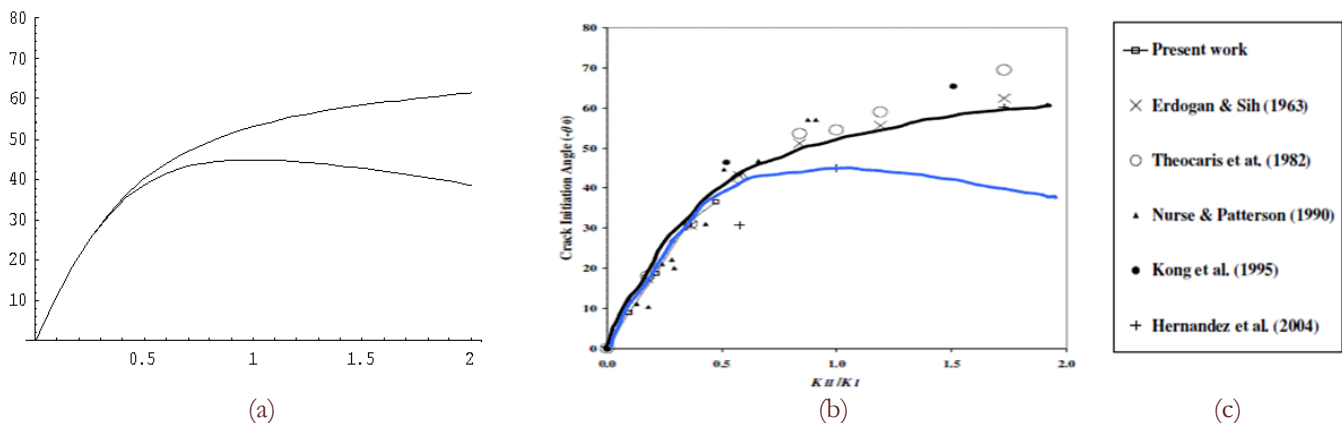 80
70
60
50
40
30
20
10
0.5 1 1.5 2
(a)
80
70
60
50
40
30
20
10
0
Crack Initiation Angle (-θ0)
0.0 0.5 1.0 1.5 2.0
KII/KI
(b)
Present work
Erdogan & Sih (1963)
Theocaris et at. (1982)
Nurse & Patterson (1990)
Kong et al. (1995)
Hernandez et al. (2004)
(c)